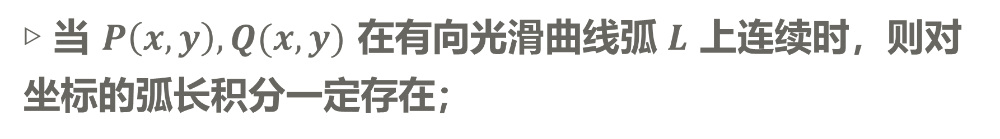 ▷ 当 P(x, y), Q(x, y) 在有向光滑曲线弧 L 上连续时，则对
坐标的弧长积分一定存在；